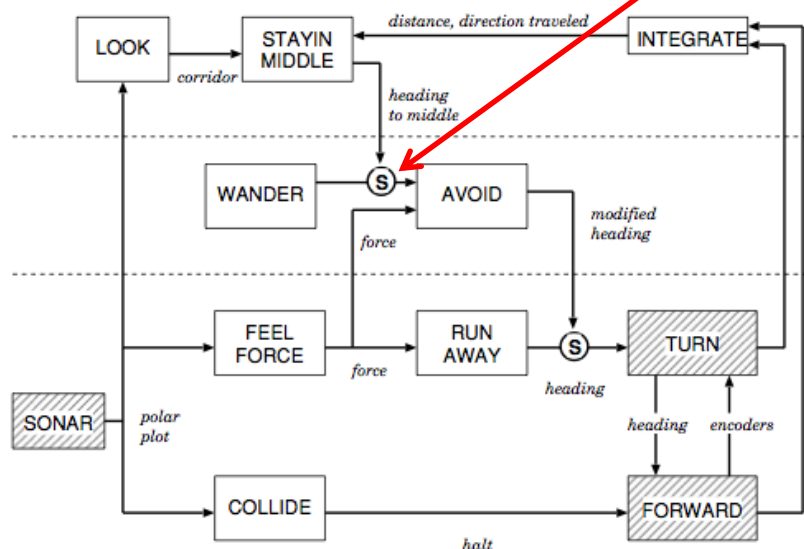 distance, direction traveled
LOOK
STAYIN
MIDDLE
INTEGRATE
corridor
heading
to middle
WANDER
S
AVOID
force
modified
heading
FEEL
FORCE
RUN
AWAY
S
TURN
force
heading
SONAR
polar
plot
heading
encoders
COLLIDE
FORWARD
halt